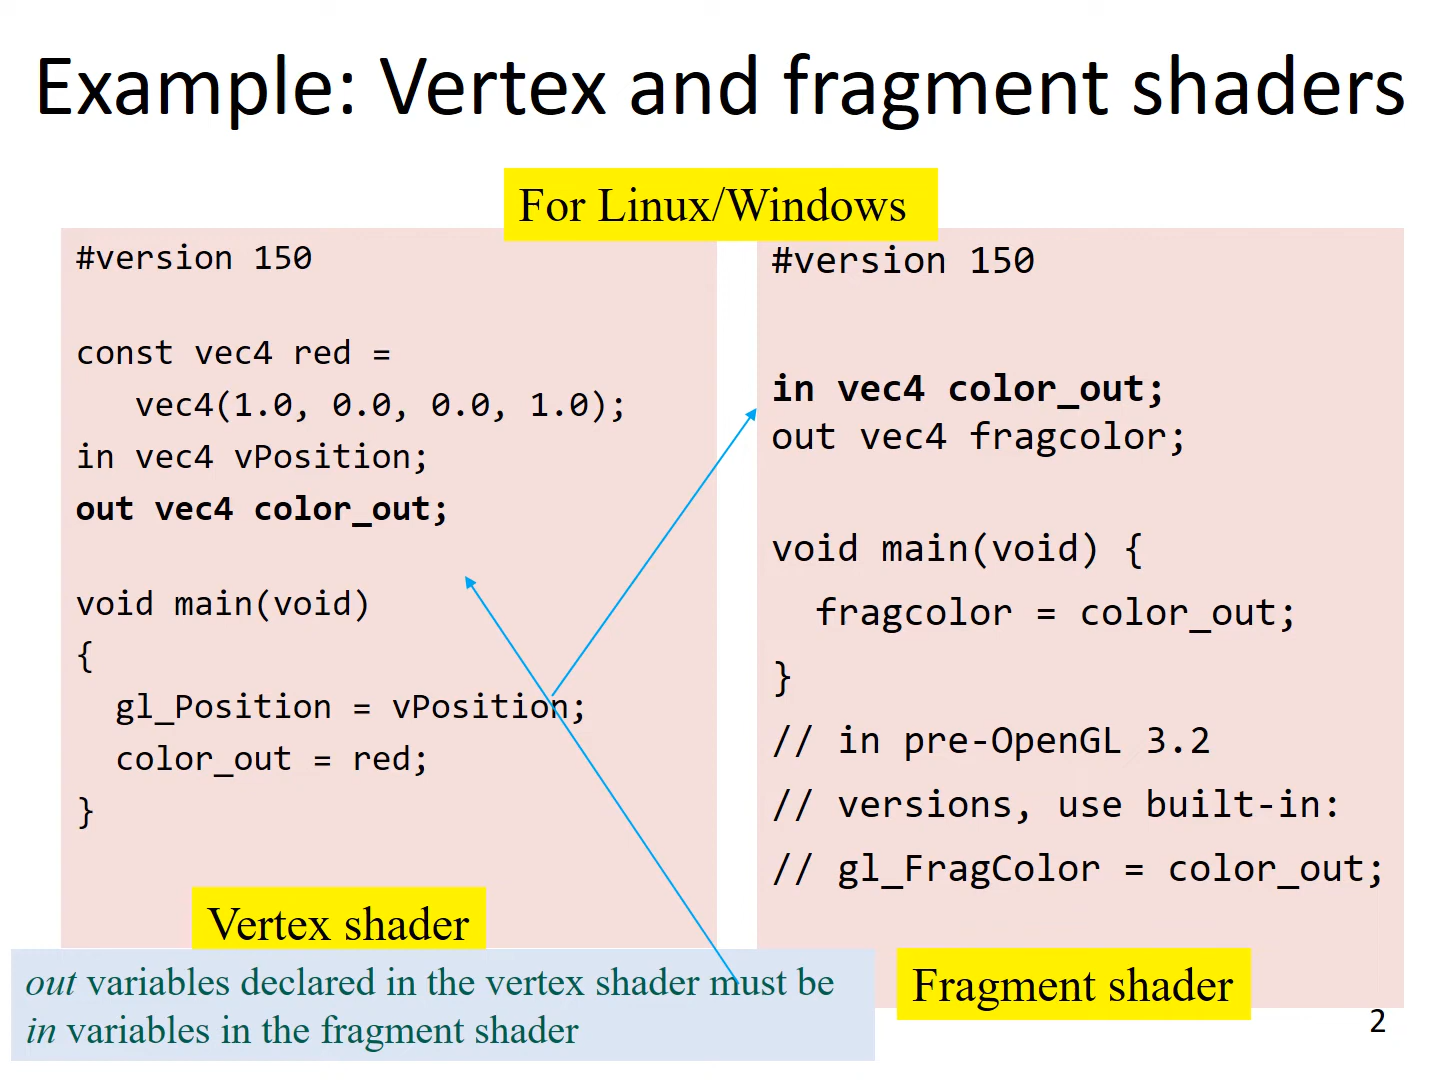 Example: Vertex and fragment shaders
For Linux/Windows
#version 150
const vec4 red =
   vec4(1.0, 0.0, 0.0, 1.0);
in vec4 vPosition;
out vec4 color_out;
void main(void)
{
  gl_Position = vPosition;
  color_out = red;
}
Vertex shader
out variables declared in the vertex shader must be
in variables in the fragment shader
#version 150
in vec4 color_out;
out vec4 fragcolor;
void main(void) {
  fragcolor = color_out;
}
// in pre-OpenGL 3.2
// versions, use built-in:
// gl_FragColor = color_out;
Fragment shader
2